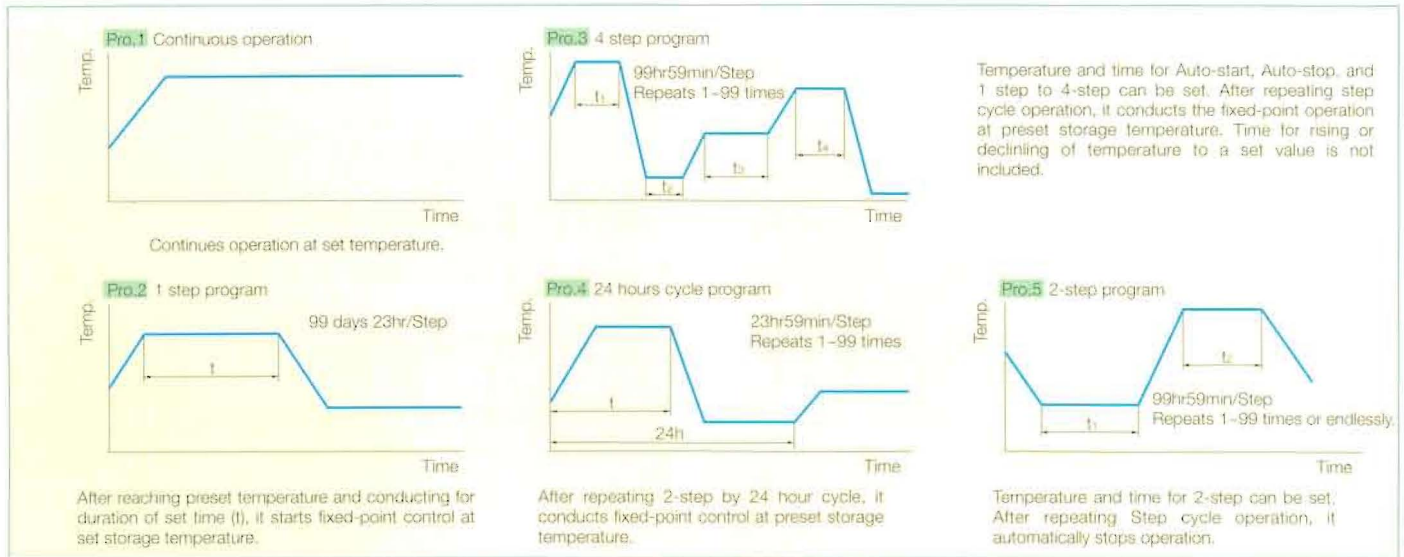 Pro.1 Continuous operation
Temp.
Time
Continues operation at set temperature.
Pro.3 4 step program
Temp.
99hr59min/Step
Repeats 1–99 times
t₁
t₂
t₃
t₄
Time
Temperature and time for Auto-start, Auto-stop, and
1 step to 4-step can be set. After repeating step
cycle operation, it conducts the fixed-point operation
at preset storage temperature. Time for rising or
declinling of temperature to a set value is not
included.
Pro.2 1 step program
Temp.
99 days 23hr/Step
t
Time
After reaching preset temperature and conducting for
duration of set time (t), it starts fixed-point control at
set storage temperature.
Pro.4 24 hours cycle program
Temp.
23hr59min/Step
Repeats 1–99 times
t
24h
Time
After repeating 2-step by 24 hour cycle, it
conducts fixed-point control at preset storage
temperature.
Pro.5 2-step program
Temp.
t₂
99hr59min/Step
Repeats 1–99 times or endlessly.
t₁
Time
Temperature and time for 2-step can be set.
After repeating Step cycle operation, it
automatically stops operation.